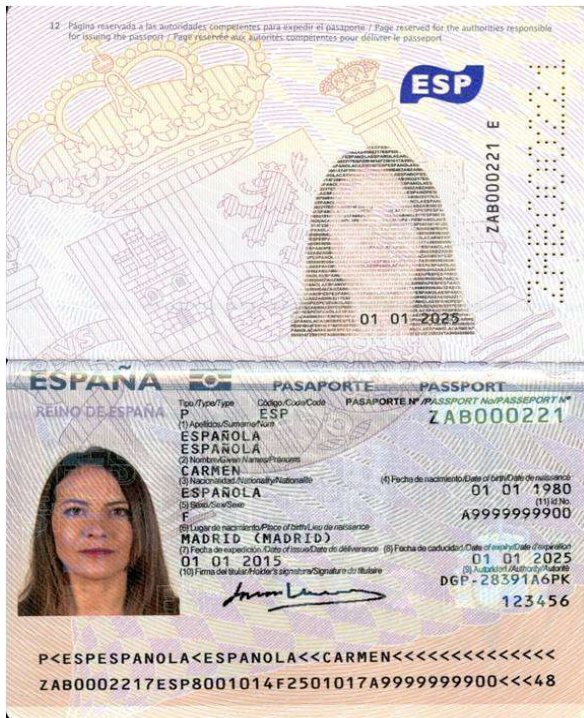 12 Página reservada a las autoridades competentes para expedir el pasaporte / Page reserved for the authorities responsible
for issuing the passport / Page réservée aux autorités compétentes pour délivrer le passeport
ESP
ZAB000221 E
01 01 2025
ESPAÑA PASAPORTE PASSPORT
REINO DE ESPAÑA
Tipo/Type/Type Código/Code/Code PASAPORTE Nº/PASSPORT No/PASSEPORT Nº
P ESP ZAB000221
(1) Apellidos/Surname/Nom
ESPAÑOLA
ESPAÑOLA
(2) Nombre/Given Names/Prénoms
CARMEN
(3) Nacionalidad/Nationality/Nationalité (4) Fecha de nacimiento/Date of birth/Date de naissance
ESPAÑOLA 01 01 1980
(5) Sexo/Sex/Sexe (11) Id No.
F A9999999900
(6) Lugar de nacimiento/Place of birth/Lieu de naissance
MADRID (MADRID)
(7) Fecha de expedición/Date of issue/Date de délivrance (8) Fecha de caducidad/Date of expiry/Date d'expiration
01 01 2015 01 01 2025
(10) Firma del titular/Holder's signature/Signature du titulaire (9) Autoridad/Authority/Autorité
DGP-28391A6PK
123456
P<ESPESPANOLA<ESPANOLA<<CARMEN<<<<<<<<<<<<<<
ZAB0002217ESP8001014F2501017A9999999900<<<48